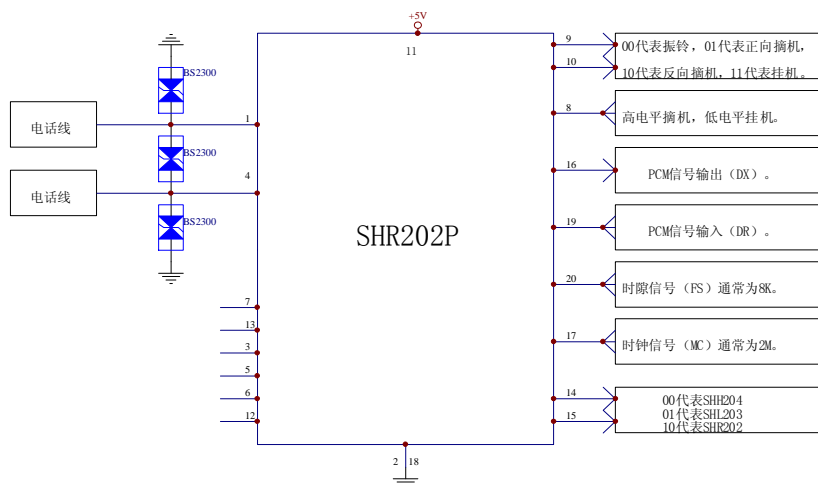 +5V
11
9
00代表振铃，01代表正向摘机，
10
10代表反向摘机，11代表挂机。
BS2300
8
高电平摘机，低电平挂机。
电话线
1
BS2300
16
PCM信号输出（DX）。
电话线
4
BS2300
19
PCM信号输入（DR）。
SHR202P
20
时隙信号（FS）通常为8K。
7
13
17
时钟信号（MC）通常为2M。
3
5
6
14
00代表SHH204
12
15
01代表SHL203
10代表SHR202
2
18